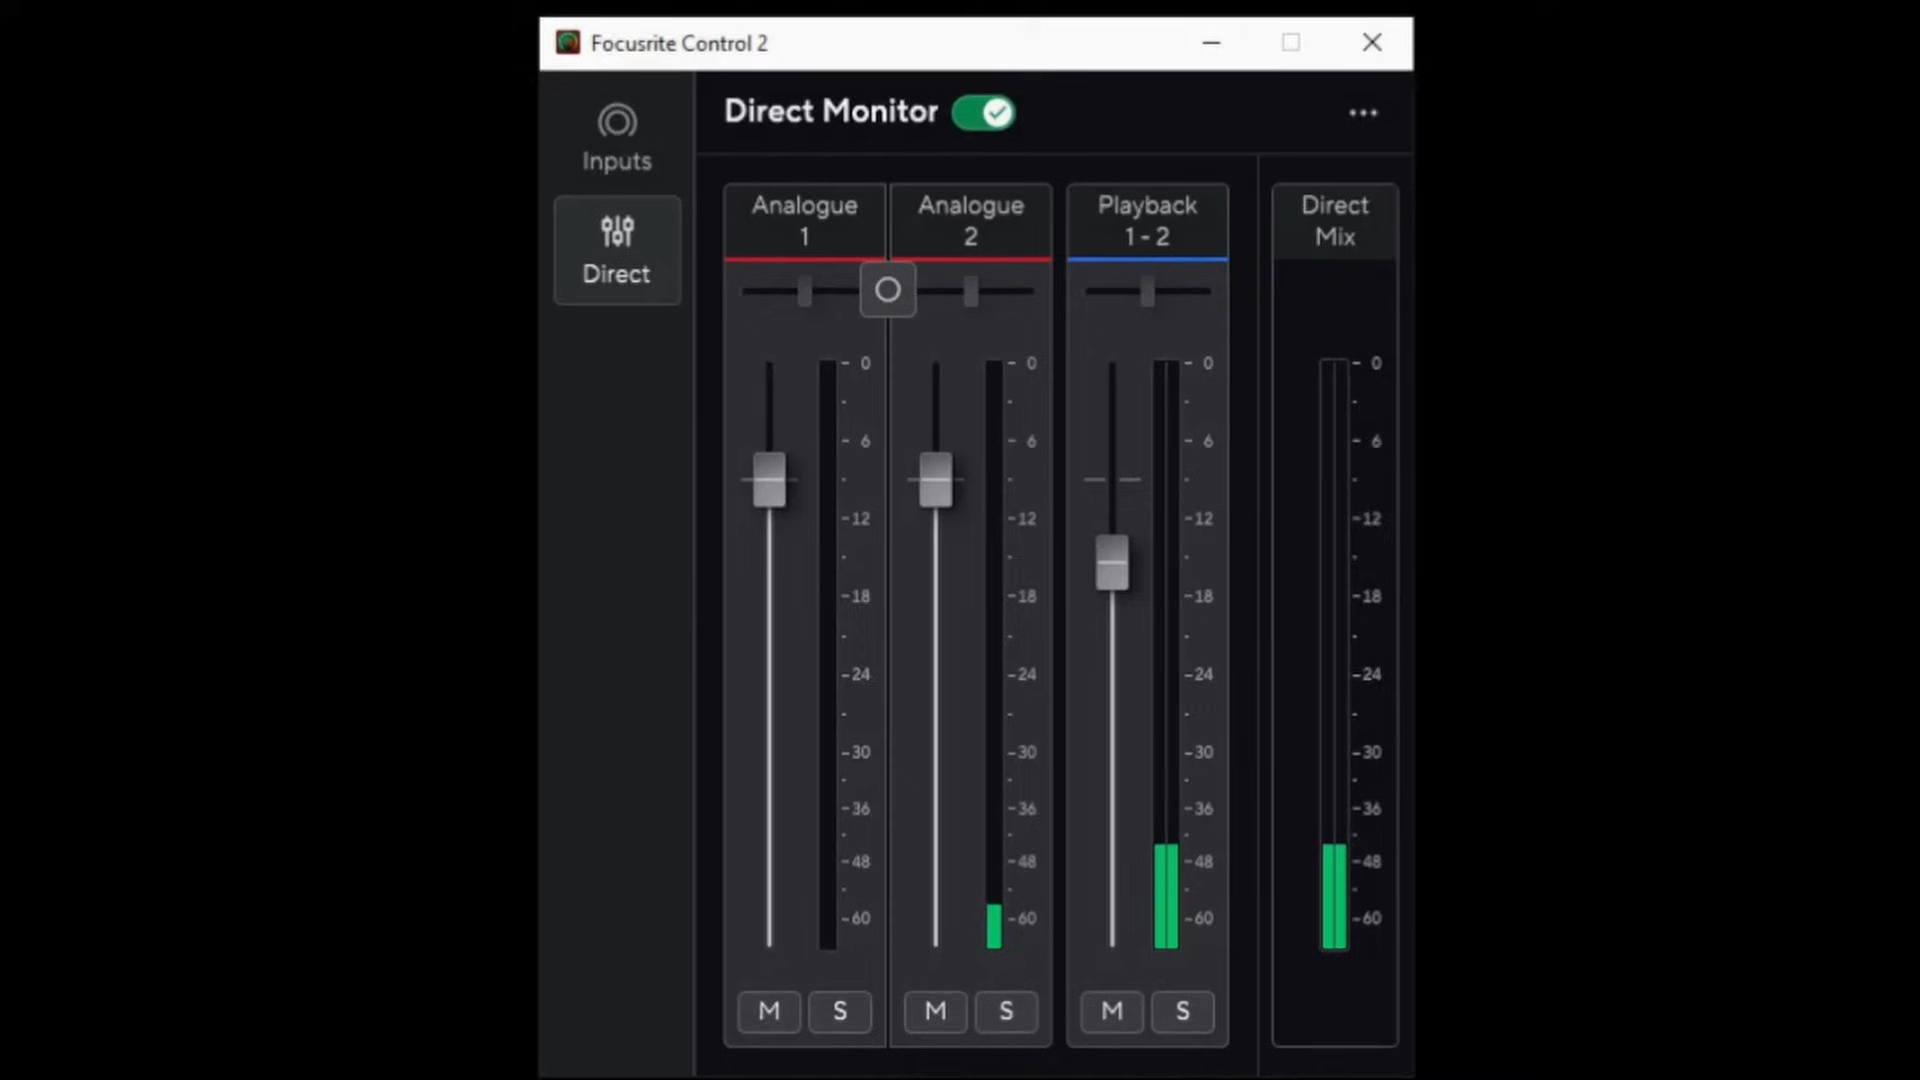 Focusrite Control 2
Inputs
Direct
Direct Monitor
Analogue
1
Analogue
2
Playback
1 - 2
Direct
Mix
0
6
12
18
24
30
36
48
60
0
6
12
18
24
30
36
48
60
0
6
12
18
24
30
36
48
60
0
6
12
18
24
30
36
48
60
M S
M S
M S